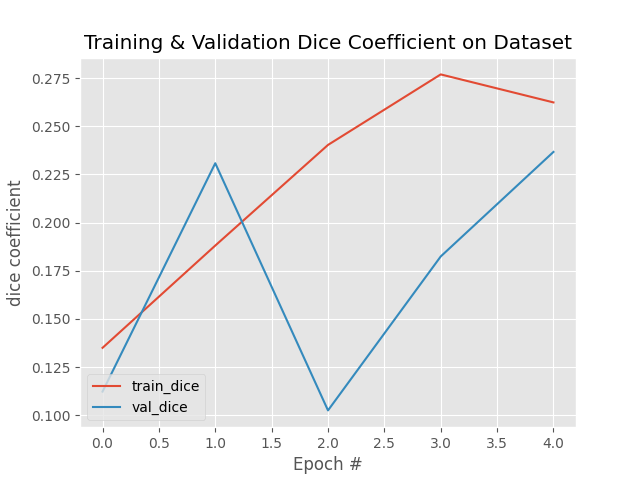 Training & Validation Dice Coefficient on Dataset
0.275
0.250
0.225
0.200
0.175
0.150
0.125
0.100
dice coefficient
train_dice
val_dice
0.0 0.5 1.0 1.5 2.0 2.5 3.0 3.5 4.0
Epoch #